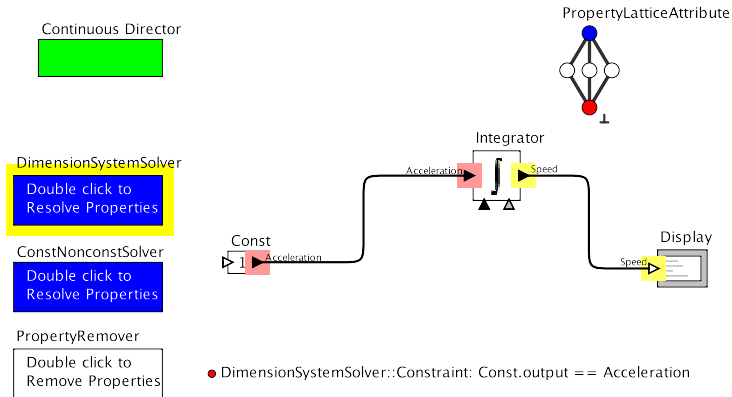 PropertyLatticeAttribute
Continuous Director
⊥
Integrator
DimensionSystemSolver
Double click to
Resolve Properties
Acceleration
Speed
Const
1
Acceleration
Display
Speed
ConstNonconstSolver
Double click to
Resolve Properties
PropertyRemover
Double click to
Remove Properties
DimensionSystemSolver::Constraint: Const.output == Acceleration